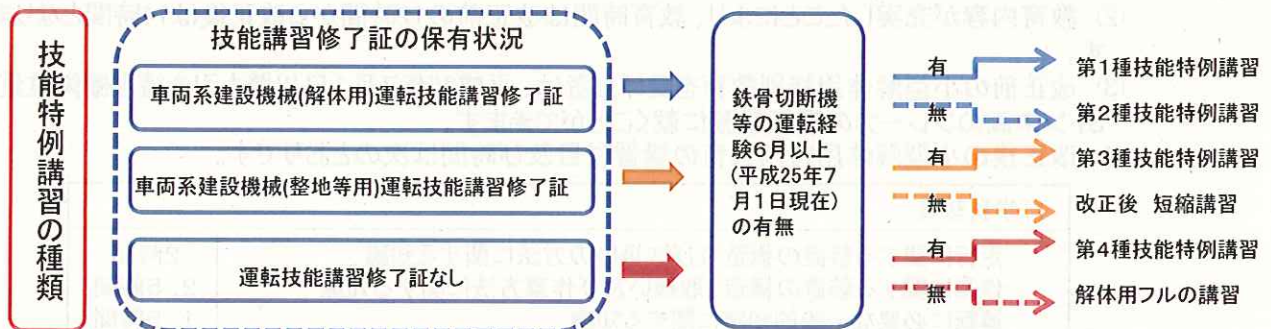 技能特例講習の種類
技能講習修了証の保有状況
車両系建設機械(解体用)運転技能講習修了証
車両系建設機械(整地等用)運転技能講習修了証
運転技能講習修了証なし
鉄骨切断機
等の運転経
験6月以上
(平成25年7
月1日現在)
の有無
有
第1種技能特例講習
無
第2種技能特例講習
有
第3種技能特例講習
無
改正後 短縮講習
有
第4種技能特例講習
無
解体用フルの講習